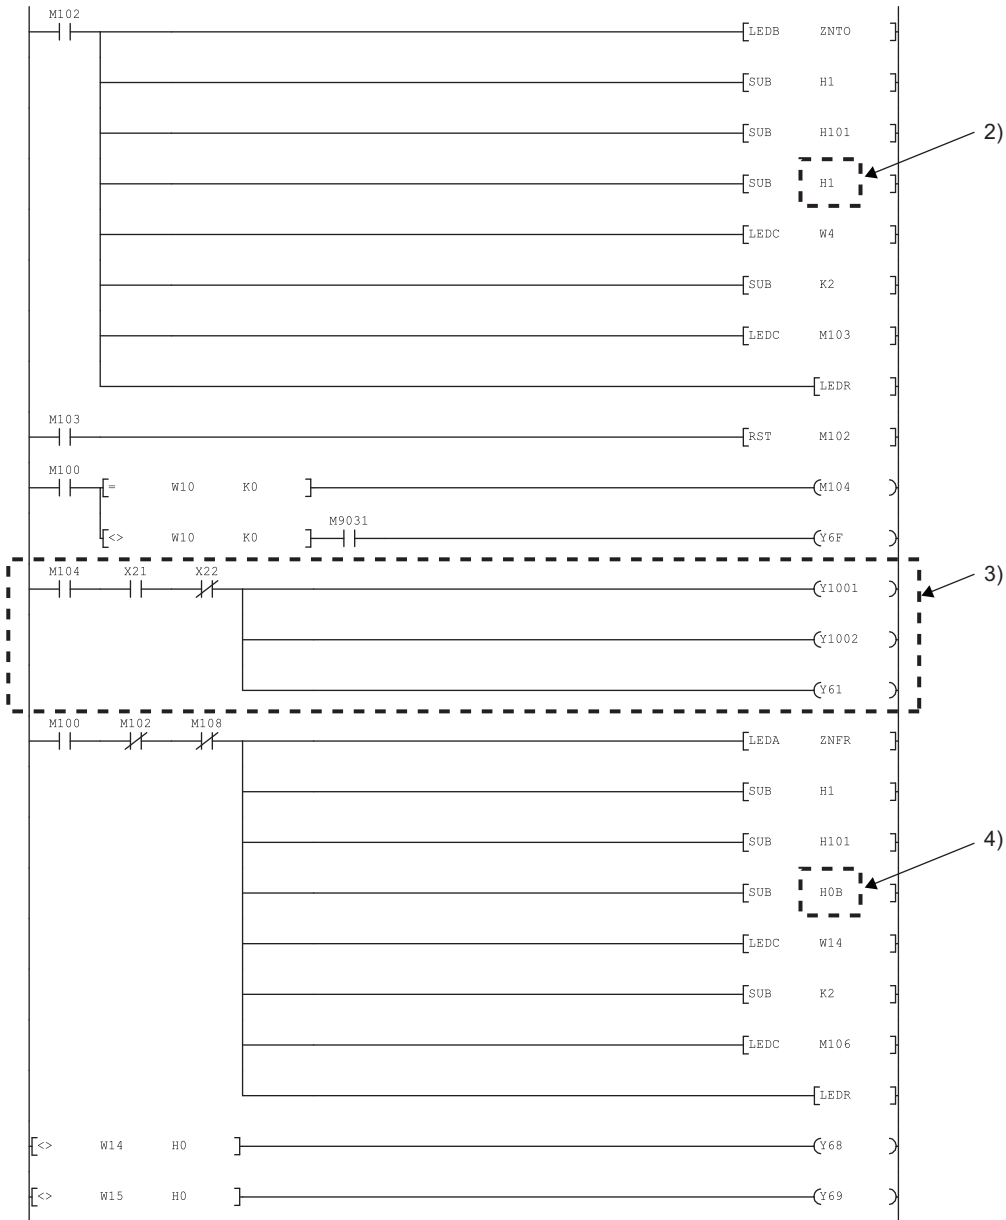 M102
LEDB ZNTO
SUB H1
SUB H101
2)
SUB H1
LEDC W4
SUB K2
LEDC M103
LEDR
M103
RST M102
M100
= W10 K0 M104
M9031
<> W10 K0 Y6F
3)
M104 X21 X22
Y1001
Y1002
Y61
M100 M102 M108
LEDA ZNFR
SUB H1
SUB H101
4)
SUB H0B
LEDC W14
SUB K2
LEDC M106
LEDR
<> W14 H0 Y68
<> W15 H0 Y69